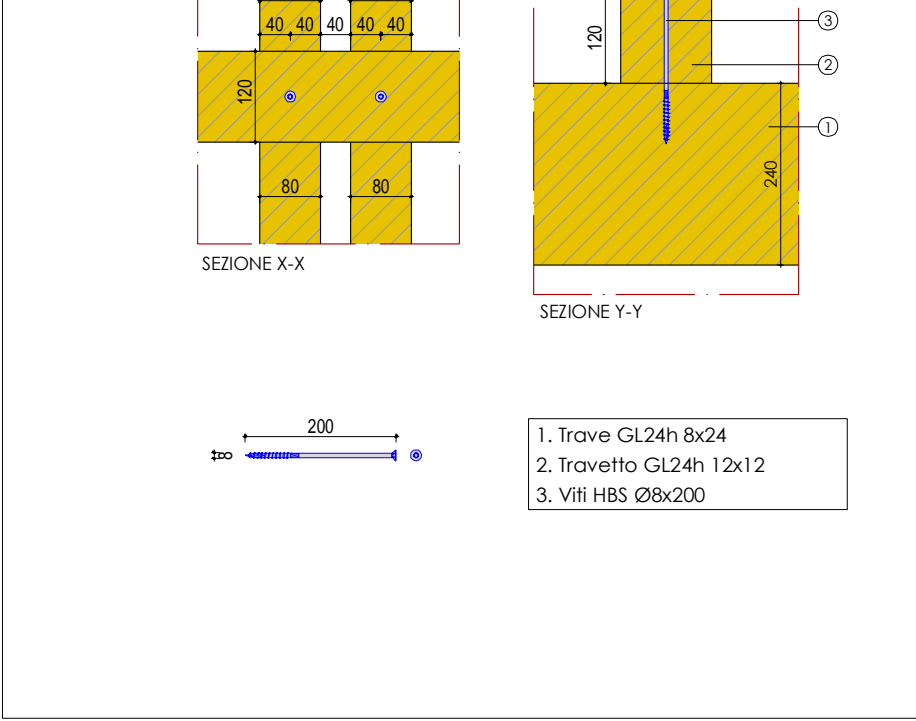 40 40 40 40 40
120
80 80
SEZIONE X-X
120
3
2
1
240
SEZIONE Y-Y
200
8
1. Trave GL24h 8x24
2. Travetto GL24h 12x12
3. Viti HBS Ø8x200